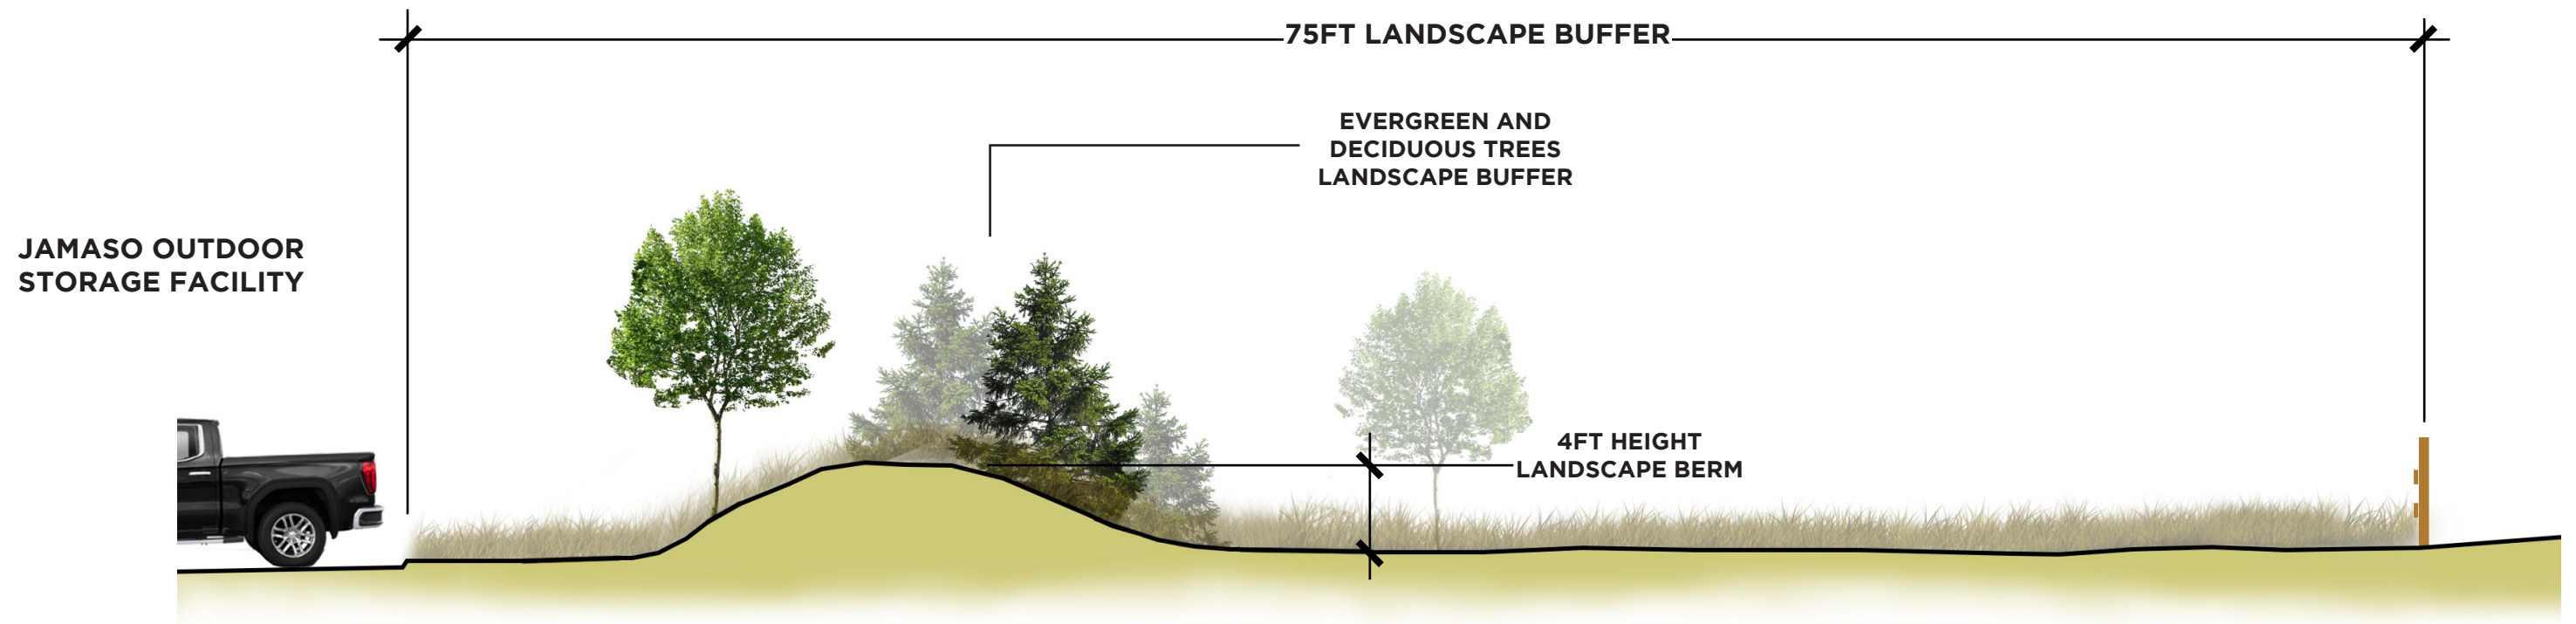 75FT LANDSCAPE BUFFER
EVERGREEN AND
DECIDUOUS TREES
LANDSCAPE BUFFER
JAMASO OUTDOOR
STORAGE FACILITY
4FT HEIGHT
LANDSCAPE BERM